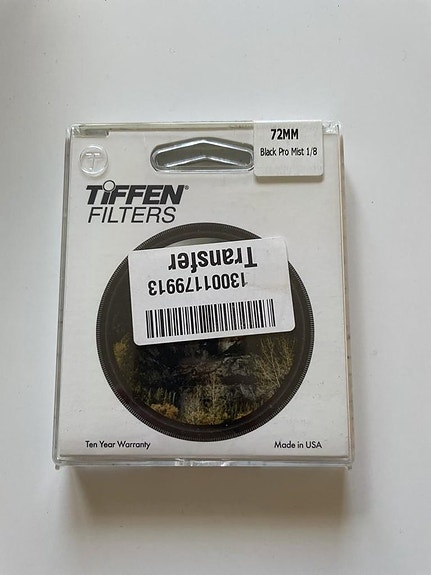 72MM
Black Pro Mist 1/8
T
TiFFEN®
FILTERS
Transfer
13001179913
Ten Year Warranty
Made in USA